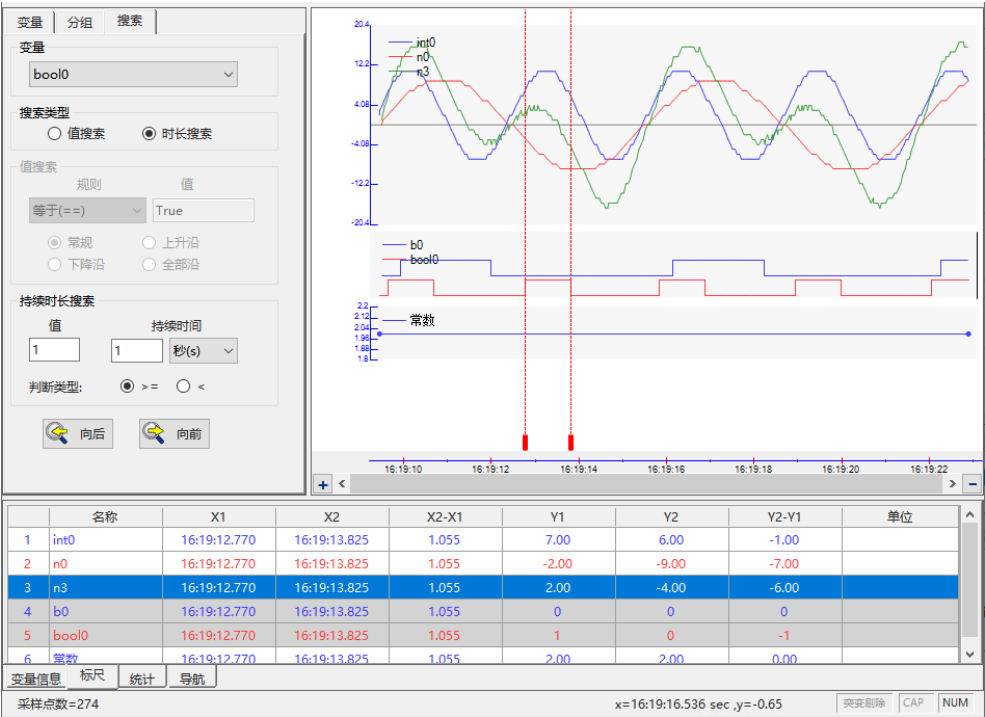 变量 分组 搜索
变量
bool0
搜索类型
值搜索 时长搜索
值搜索
规则 值
等于(==) True
常规 上升沿
下降沿 全部沿
持续时长搜索
值 持续时间
1 1 秒(s)
判断类型: >= <
向后 向前
20.4
12.2
4.08
-4.08
-12.2
-20.4
int0
n0
n3
b0
bool0
2.2
2.12
2.04
1.96
1.88
1.8
常数
16:19:10 16:19:12 16:19:14 16:19:16 16:19:18 16:19:20 16:19:22
+ < > −
名称 X1 X2 X2-X1 Y1 Y2 Y2-Y1 单位
1 int0 16:19:12.770 16:19:13.825 1.055 7.00 6.00 -1.00
2 n0 16:19:12.770 16:19:13.825 1.055 -2.00 -9.00 -7.00
3 n3 16:19:12.770 16:19:13.825 1.055 2.00 -4.00 -6.00
4 b0 16:19:12.770 16:19:13.825 1.055 0 0 0
5 bool0 16:19:12.770 16:19:13.825 1.055 1 0 -1
6 常数 16:19:12.770 16:19:13.825 1.055 2.00 2.00 0.00
变量信息 标尺 统计 导航
采样点数=274 x=16:19:16.536 sec ,y=-0.65 突变剔除 CAP NUM